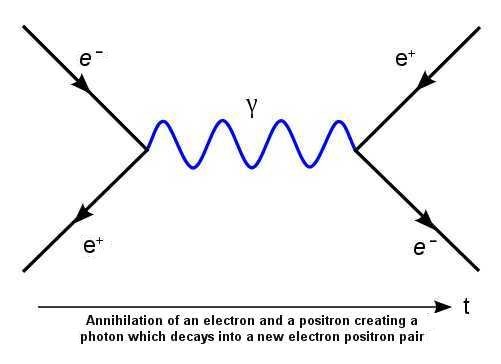 e⁻
e⁺
γ
e⁺
e⁻
t
Annihilation of an electron and a positron creating a
photon which decays into a new electron positron pair